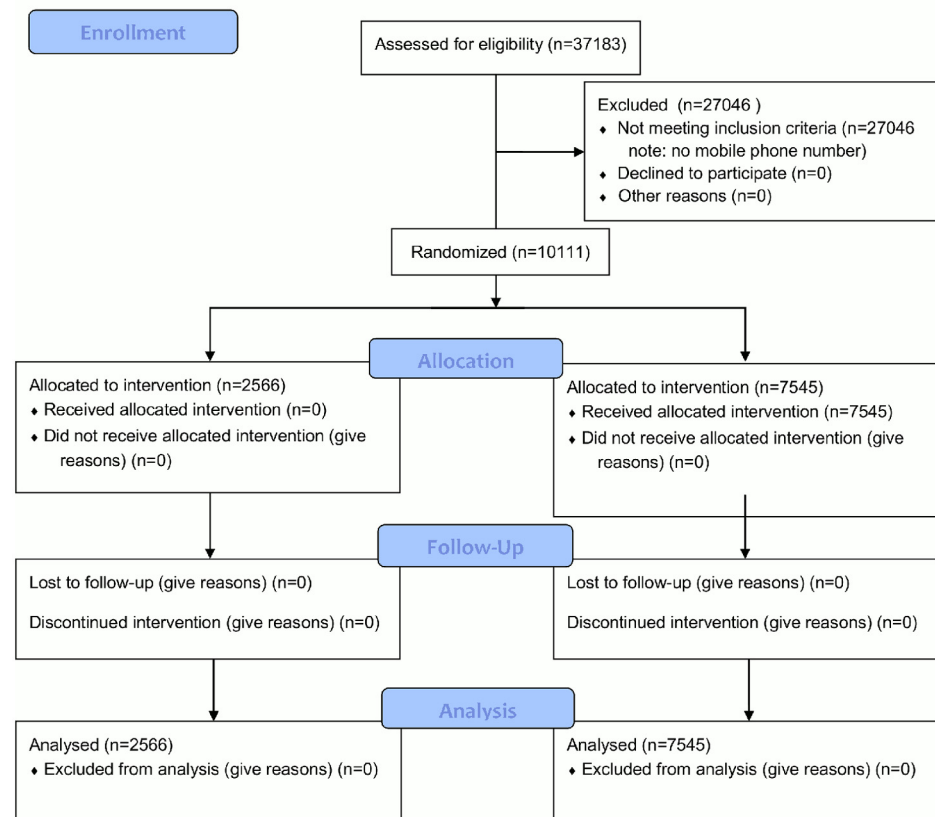 Enrollment
Assessed for eligibility (n=37183)
Excluded (n=27046 )
♦ Not meeting inclusion criteria (n=27046
note: no mobile phone number)
♦ Declined to participate (n=0)
♦ Other reasons (n=0)
Randomized (n=10111)
Allocation
Allocated to intervention (n=2566)
♦ Received allocated intervention (n=0)
♦ Did not receive allocated intervention (give
reasons) (n=0)
Allocated to intervention (n=7545)
♦ Received allocated intervention (n=7545)
♦ Did not receive allocated intervention (give
reasons) (n=0)
Follow-Up
Lost to follow-up (give reasons) (n=0)
Discontinued intervention (give reasons) (n=0)
Lost to follow-up (give reasons) (n=0)
Discontinued intervention (give reasons) (n=0)
Analysis
Analysed (n=2566)
♦ Excluded from analysis (give reasons) (n=0)
Analysed (n=7545)
♦ Excluded from analysis (give reasons) (n=0)